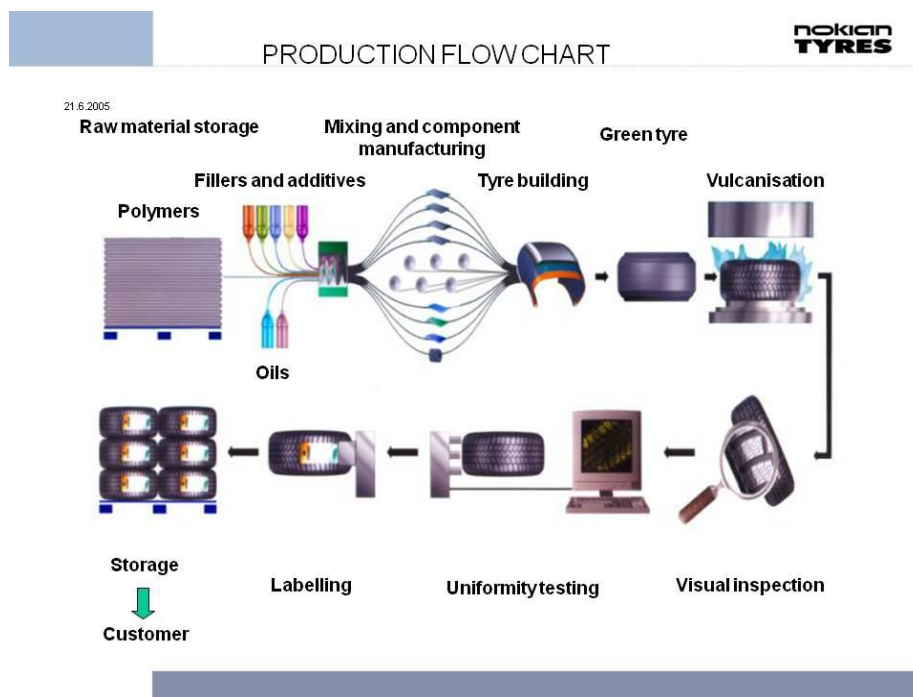 nokian
TYRES
PRODUCTION FLOW CHART
21.6.2005
Raw material storage
Mixing and component
manufacturing
Green tyre
Fillers and additives
Tyre building
Vulcanisation
Polymers
Oils
Storage
Labelling
Uniformity testing
Visual inspection
Customer